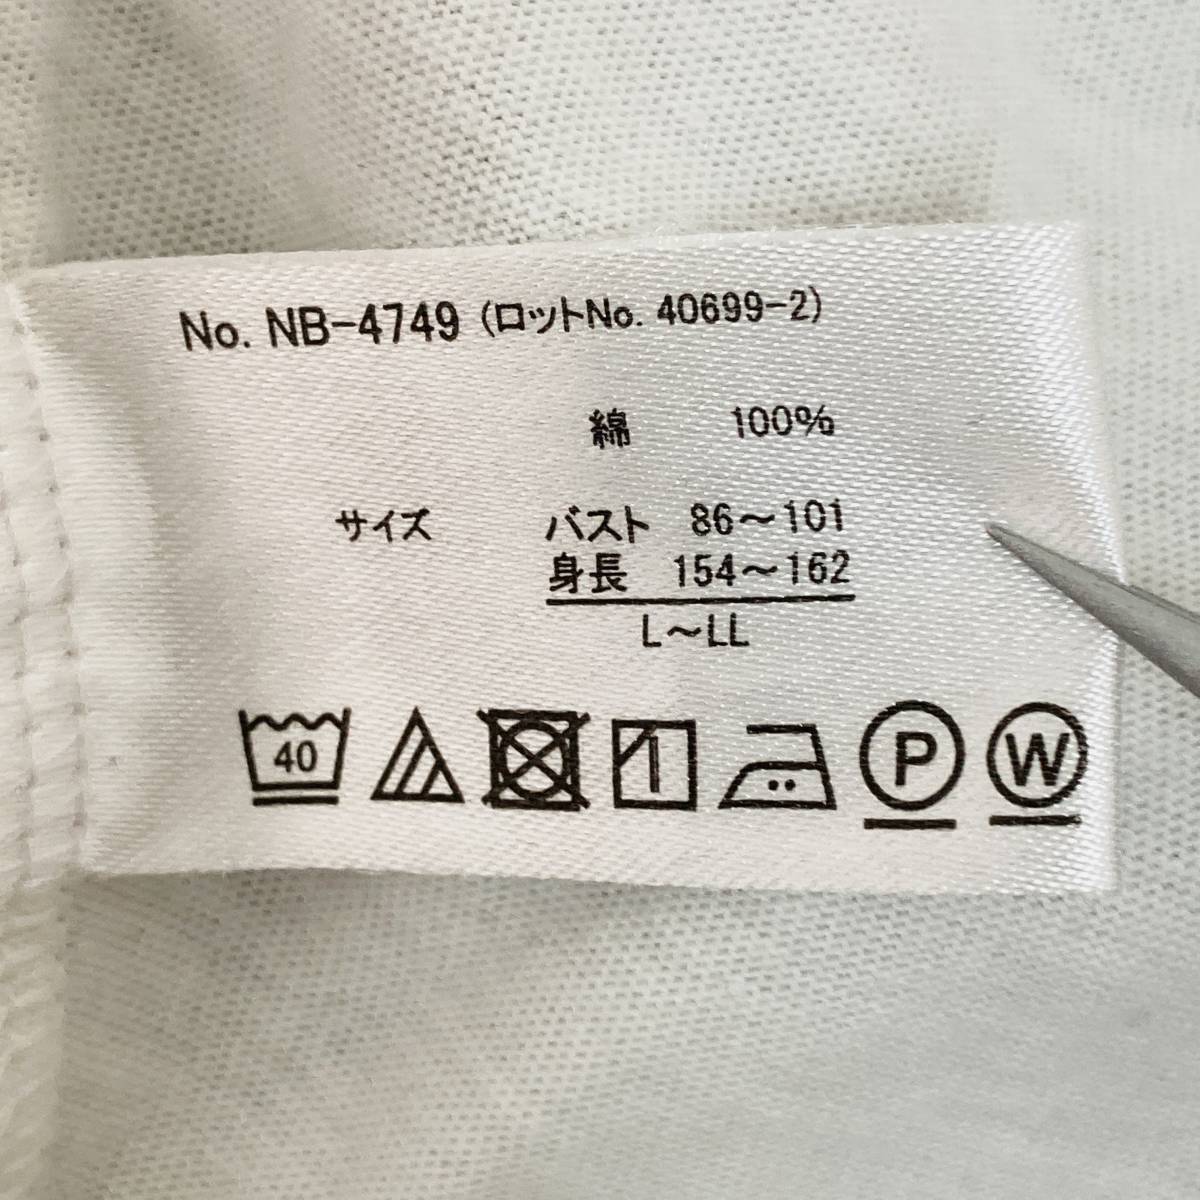 No. NB-4749 (ロットNo. 40699-2)
綿 100%
サイズ バスト 86～101
身長 154～162
L～LL
40 P W